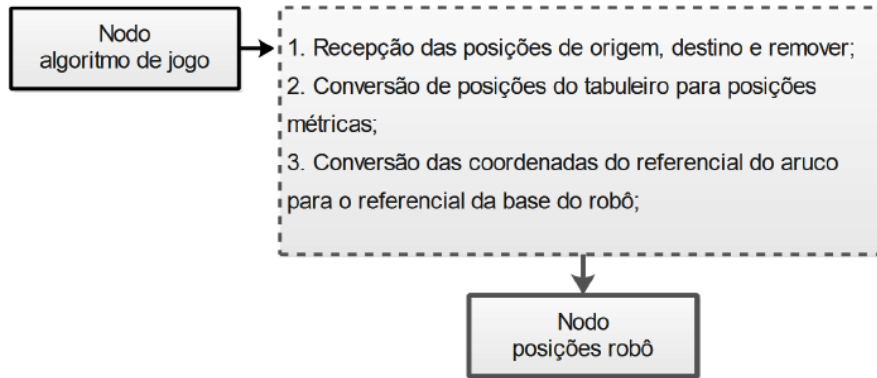 Nodo
algoritmo de jogo
1. Recepção das posições de origem, destino e remover;
2. Conversão de posições do tabuleiro para posições
métricas;
3. Conversão das coordenadas do referencial do aruco
para o referencial da base do robô;
Nodo
posições robô